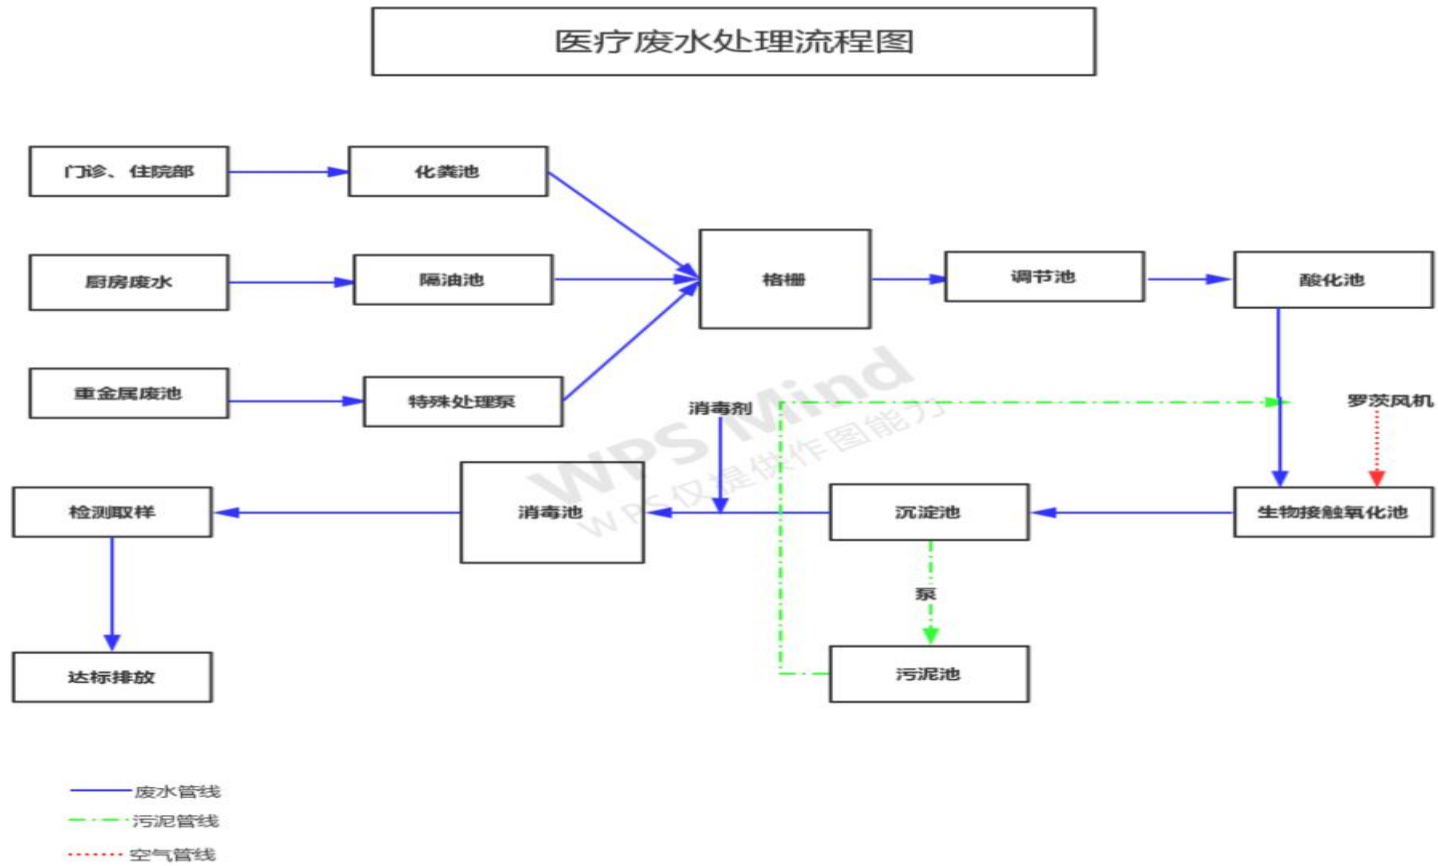 医疗废水处理流程图
门诊、住院部
化粪池
厨房废水
隔油池
格栅
调节池
酸化池
重金属废池
特殊处理泵
消毒剂
罗茨风机
检测取样
消毒池
沉淀池
生物接触氧化池
泵
达标排放
污泥池
废水管线
污泥管线
空气管线
WPS Mind
WPS仅提供作图能力